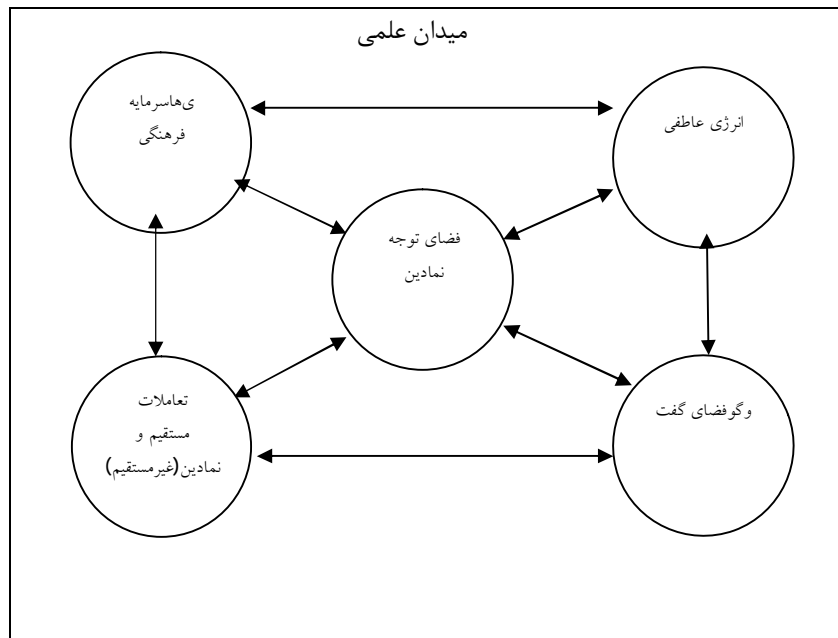 میدان علمی
انرژی عاطفی
ی‌هاسرمایه
فرهنگی
فضای توجه
نمادین
وگوفضای گفت
تعاملات
مستقیم و
نمادین(غیرمستقیم)